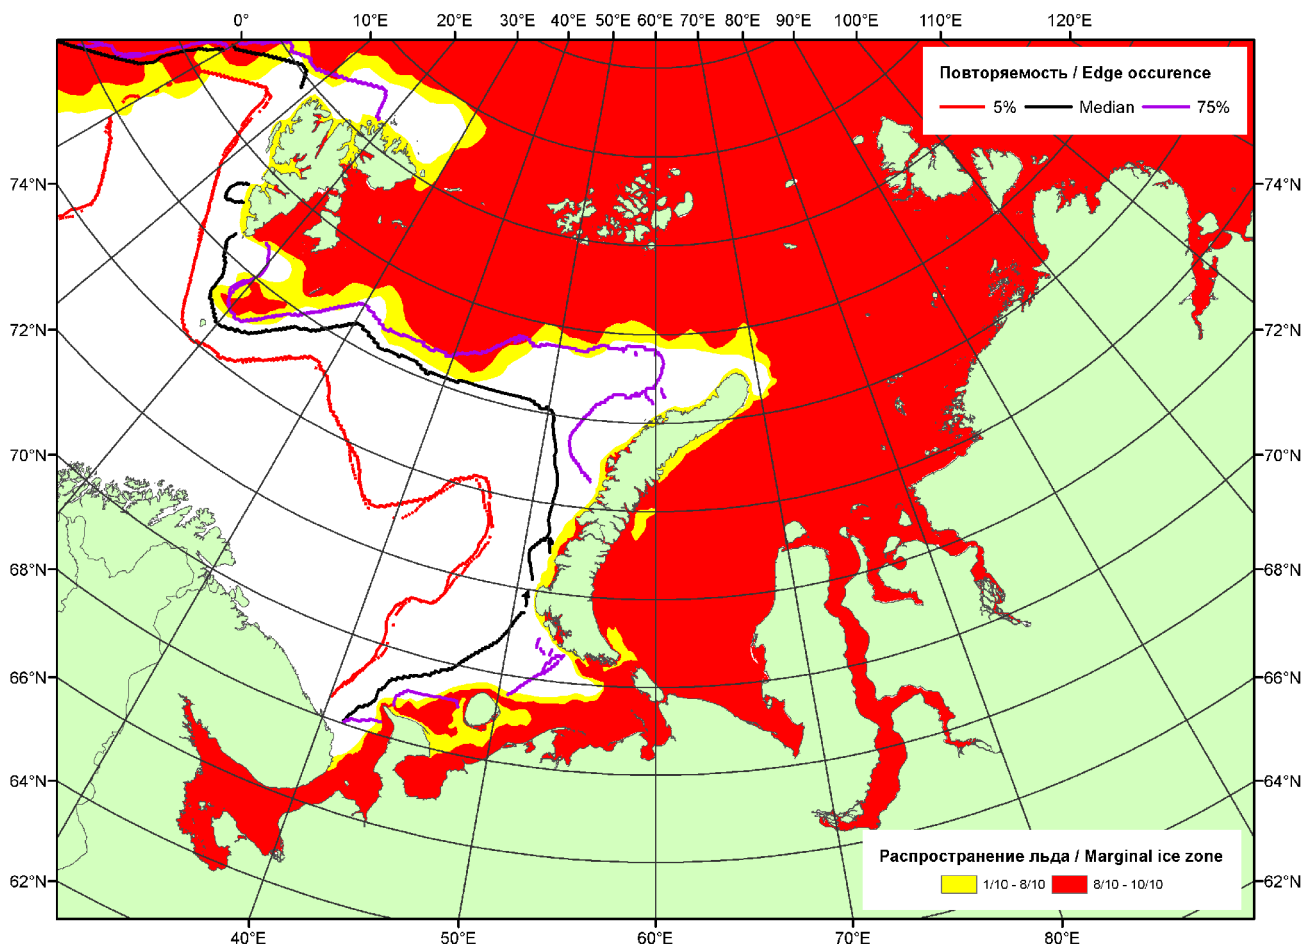 0° 10°E 20°E 30°E 40°E 50°E 60°E 70°E 80°E 90°E 100°E 110°E 120°E
Повторяемость / Edge occurence
5% Median 75%
74°N 74°N
72°N 72°N
70°N 70°N
68°N 68°N
66°N 66°N
64°N 64°N
Распространение льда / Marginal ice zone
1/10 - 8/10 8/10 - 10/10
62°N 62°N
40°E 50°E 60°E 70°E 80°E